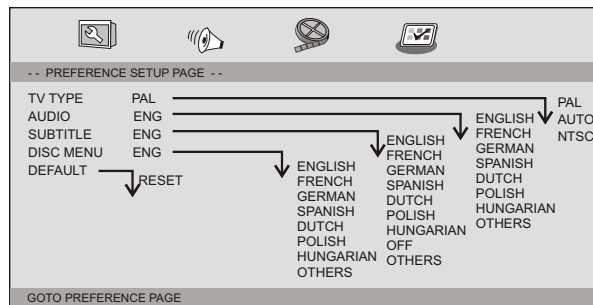 - - PREFERENCE SETUP PAGE - -
TV TYPE PAL
AUDIO ENG
SUBTITLE ENG
DISC MENU ENG
DEFAULT RESET
ENGLISH
FRENCH
GERMAN
SPANISH
DUTCH
POLISH
HUNGARIAN
OTHERS
ENGLISH
FRENCH
GERMAN
SPANISH
DUTCH
POLISH
HUNGARIAN
OFF
OTHERS
ENGLISH
FRENCH
GERMAN
SPANISH
DUTCH
POLISH
HUNGARIAN
OTHERS
PAL
AUTO
NTSC
GOTO PREFERENCE PAGE